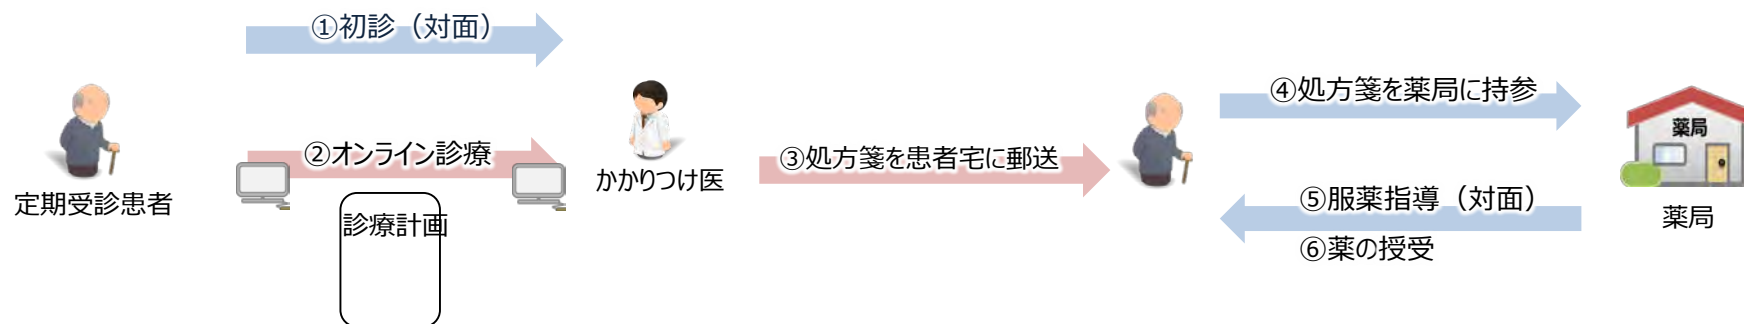 ①初診（対面）
②オンライン診療
定期受診患者
診療計画
かかりつけ医
③処方箋を患者宅に郵送
④処方箋を薬局に持参
⑤服薬指導（対面）
⑥薬の授受
薬局
薬局